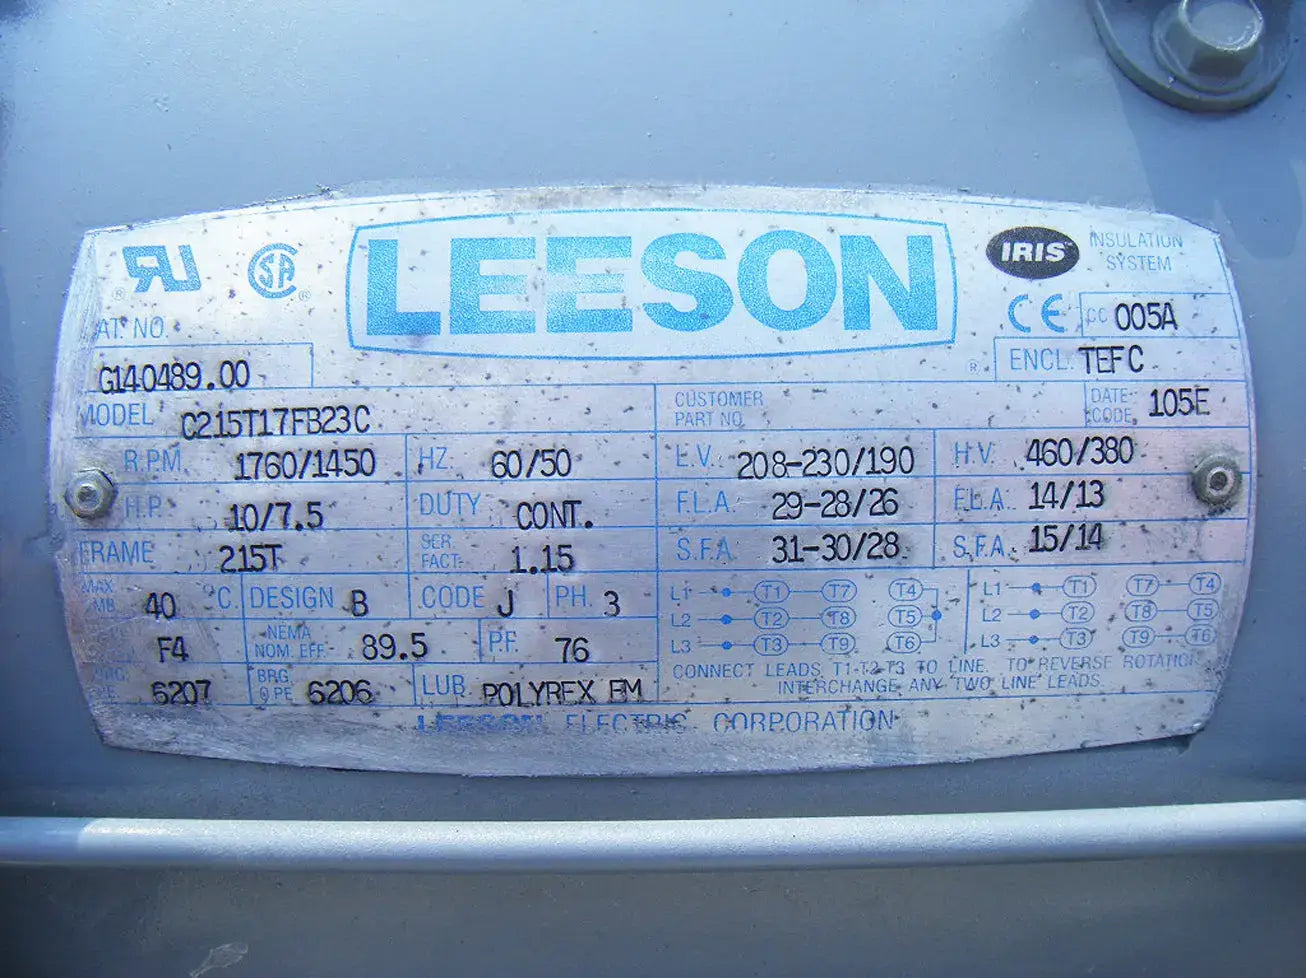 LEESON
IRIS™ INSULATION SYSTEM
CE CC 005A
AT. NO.
G140489.00
ENCL. TEFC
MODEL C215T17FB23C
CUSTOMER PART NO.
DATE CODE 105E
R.P.M. 1760/1450 HZ. 60/50 L.V. 208-230/190 H.V. 460/380
H.P. 10/7.5 DUTY CONT. F.L.A. 29-28/26 F.L.A. 14/13
FRAME 215T SER. FACT. 1.15 S.F.A. 31-30/28 S.F.A. 15/14
MAX 40 °C. DESIGN B CODE J PH. 3
F4 NEMA NOM. EFF. 89.5 P.F. 76
6207 BRG. 6206 LUB POLYREX EM
L1 T1 T7 T4 L1 T1 T7 T4
L2 T2 T8 T5 L2 T2 T8 T5
L3 T3 T9 T6 L3 T3 T9 T6
CONNECT LEADS T1-T2-T3 TO LINE. TO REVERSE ROTATI
INTERCHANGE ANY TWO LINE LEADS.
LEESON ELECTRIC CORPORATION